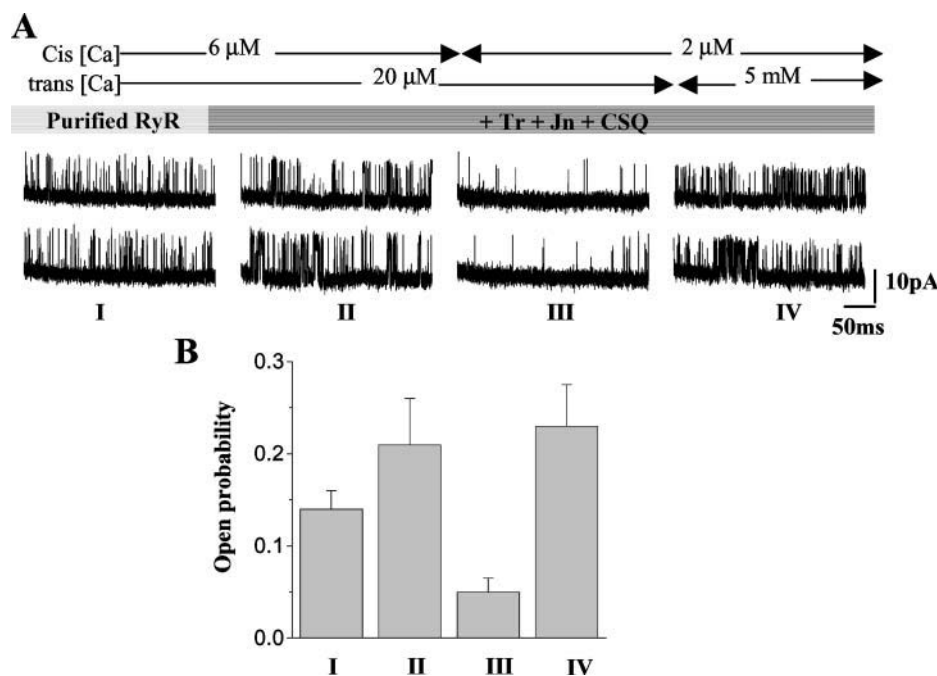 A
Cis [Ca] 6 μM 2 μM
trans [Ca] 20 μM 5 mM
Purified RyR + Tr + Jn + CSQ
I II III IV
10pA
50ms
B
Open probability
0.3
0.2
0.1
0.0
I II III IV